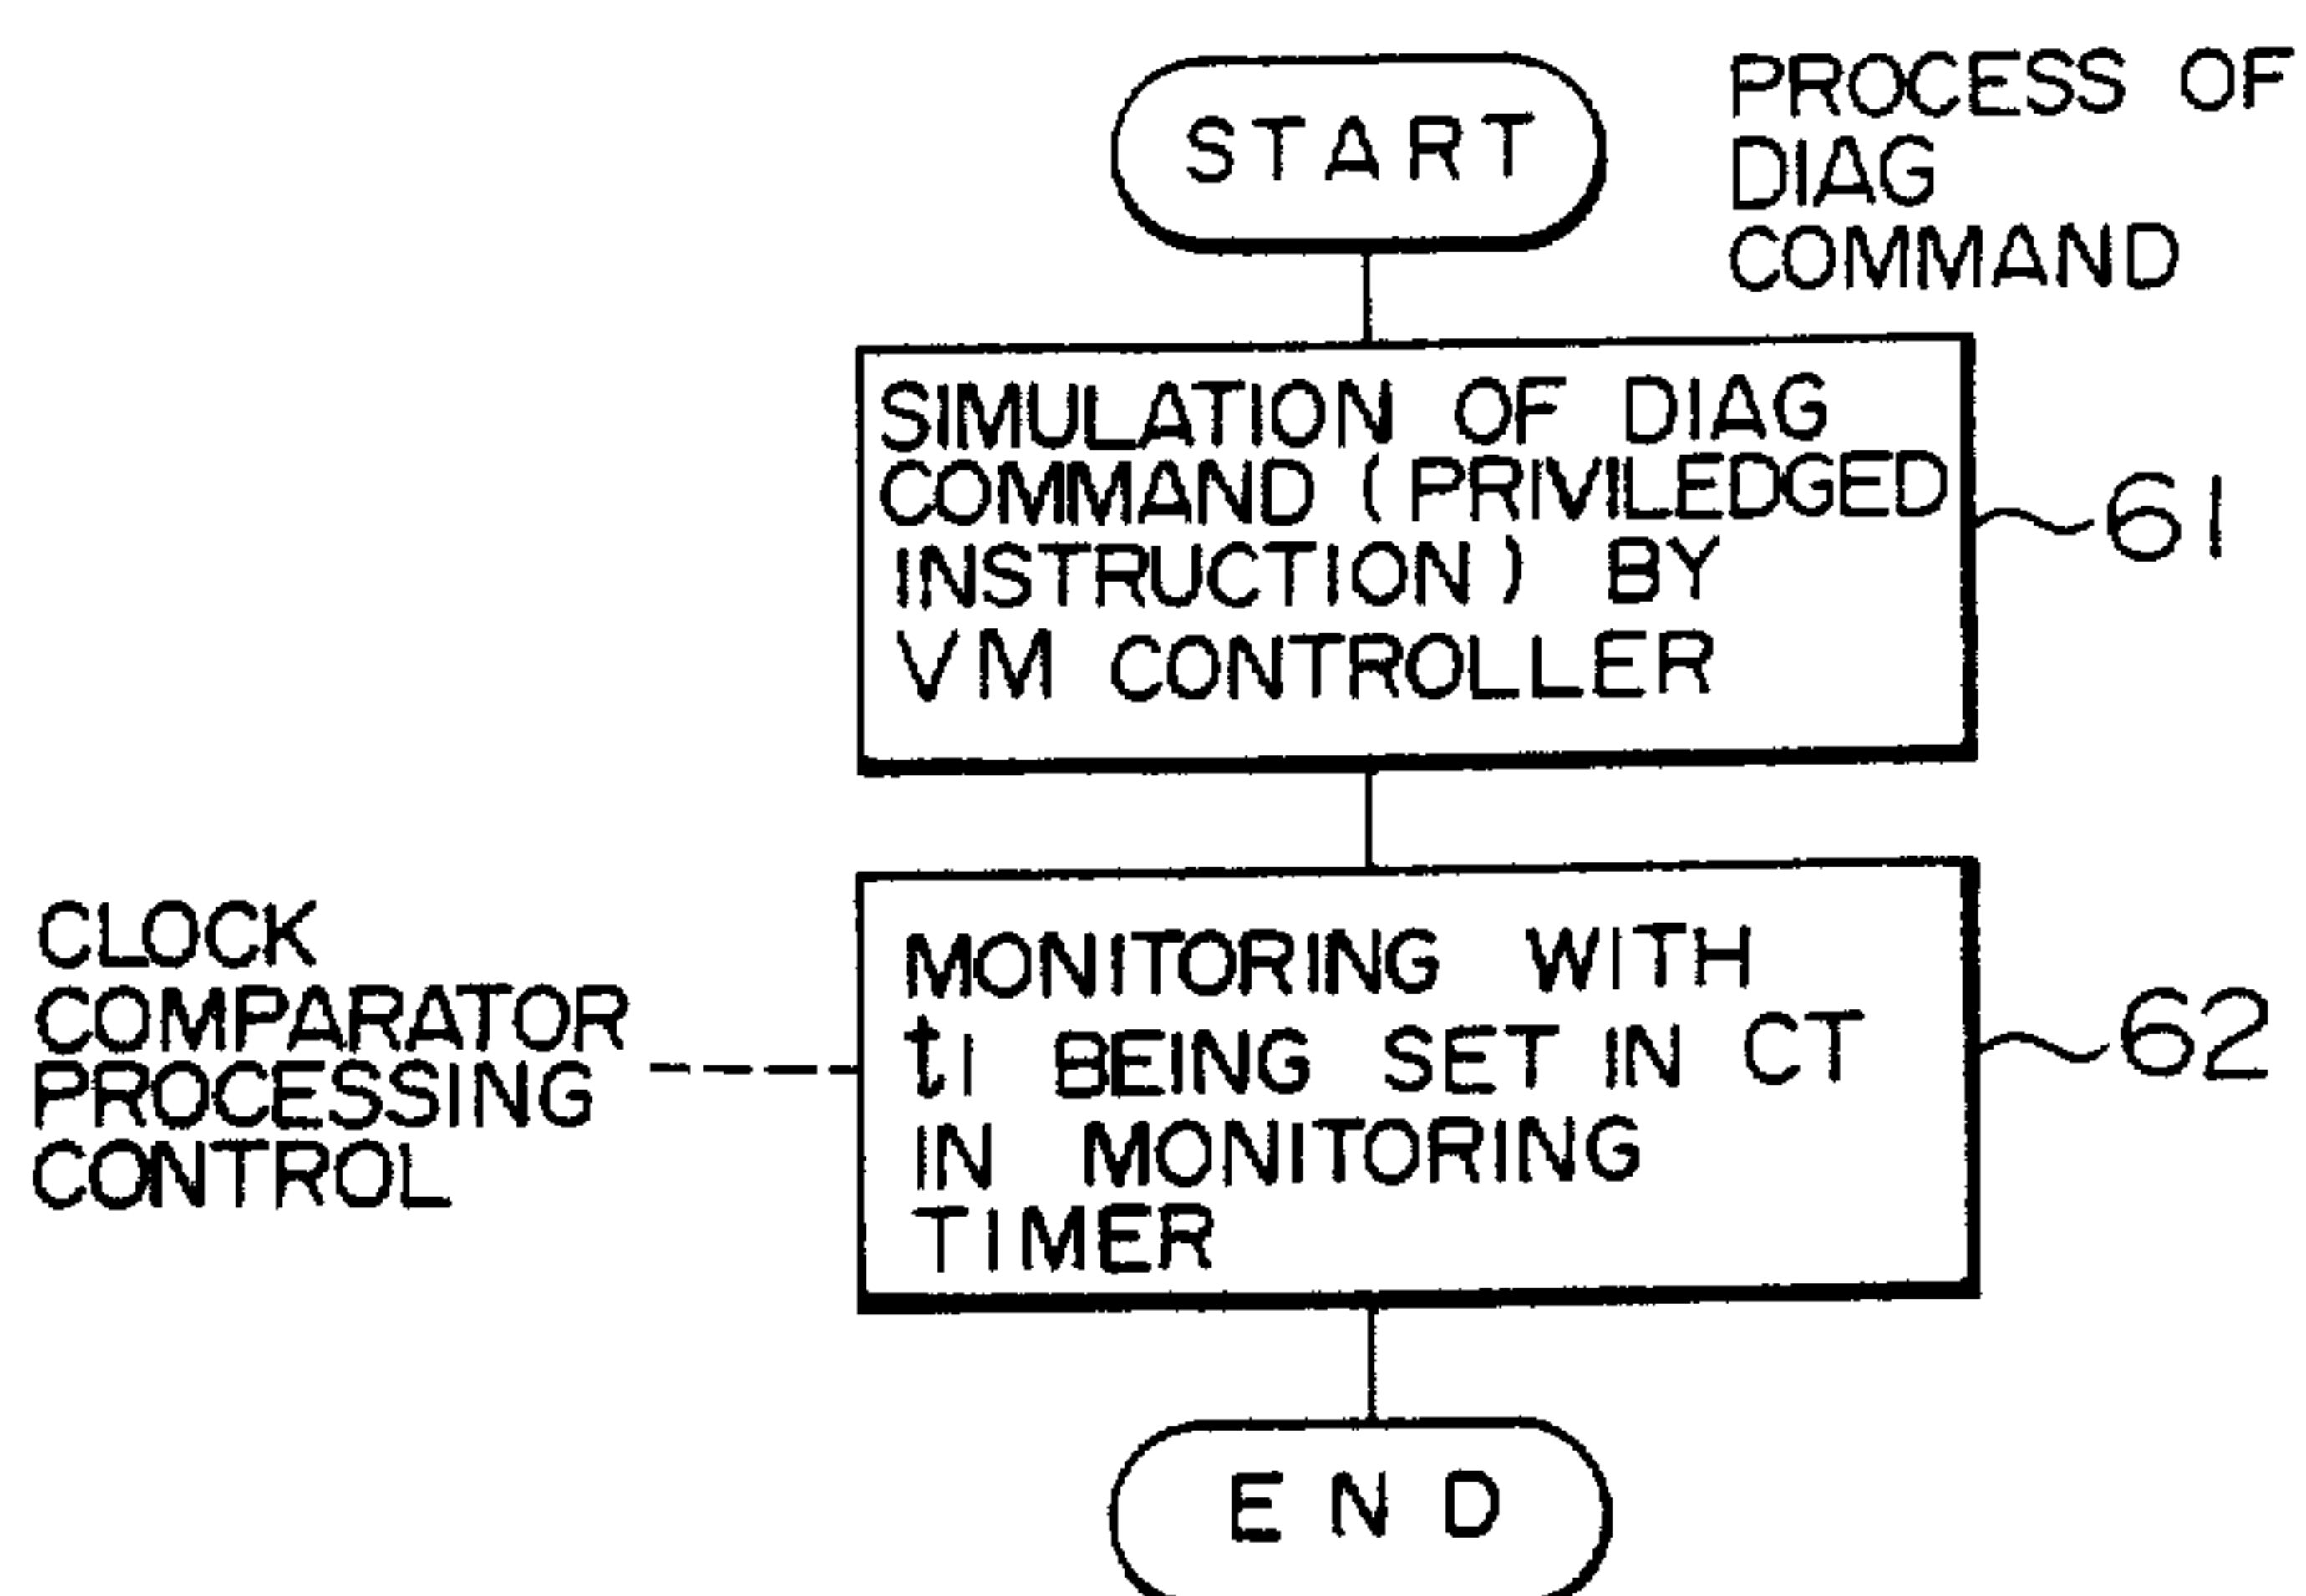 START
PROCESS OF
DIAG
COMMAND
SIMULATION OF DIAG
COMMAND (PRIVILEDGED
INSTRUCTION) BY
VM CONTROLLER
61
CLOCK
COMPARATOR
PROCESSING
CONTROL
MONITORING WITH
t1 BEING SET IN CT
IN MONITORING
TIMER
62
END